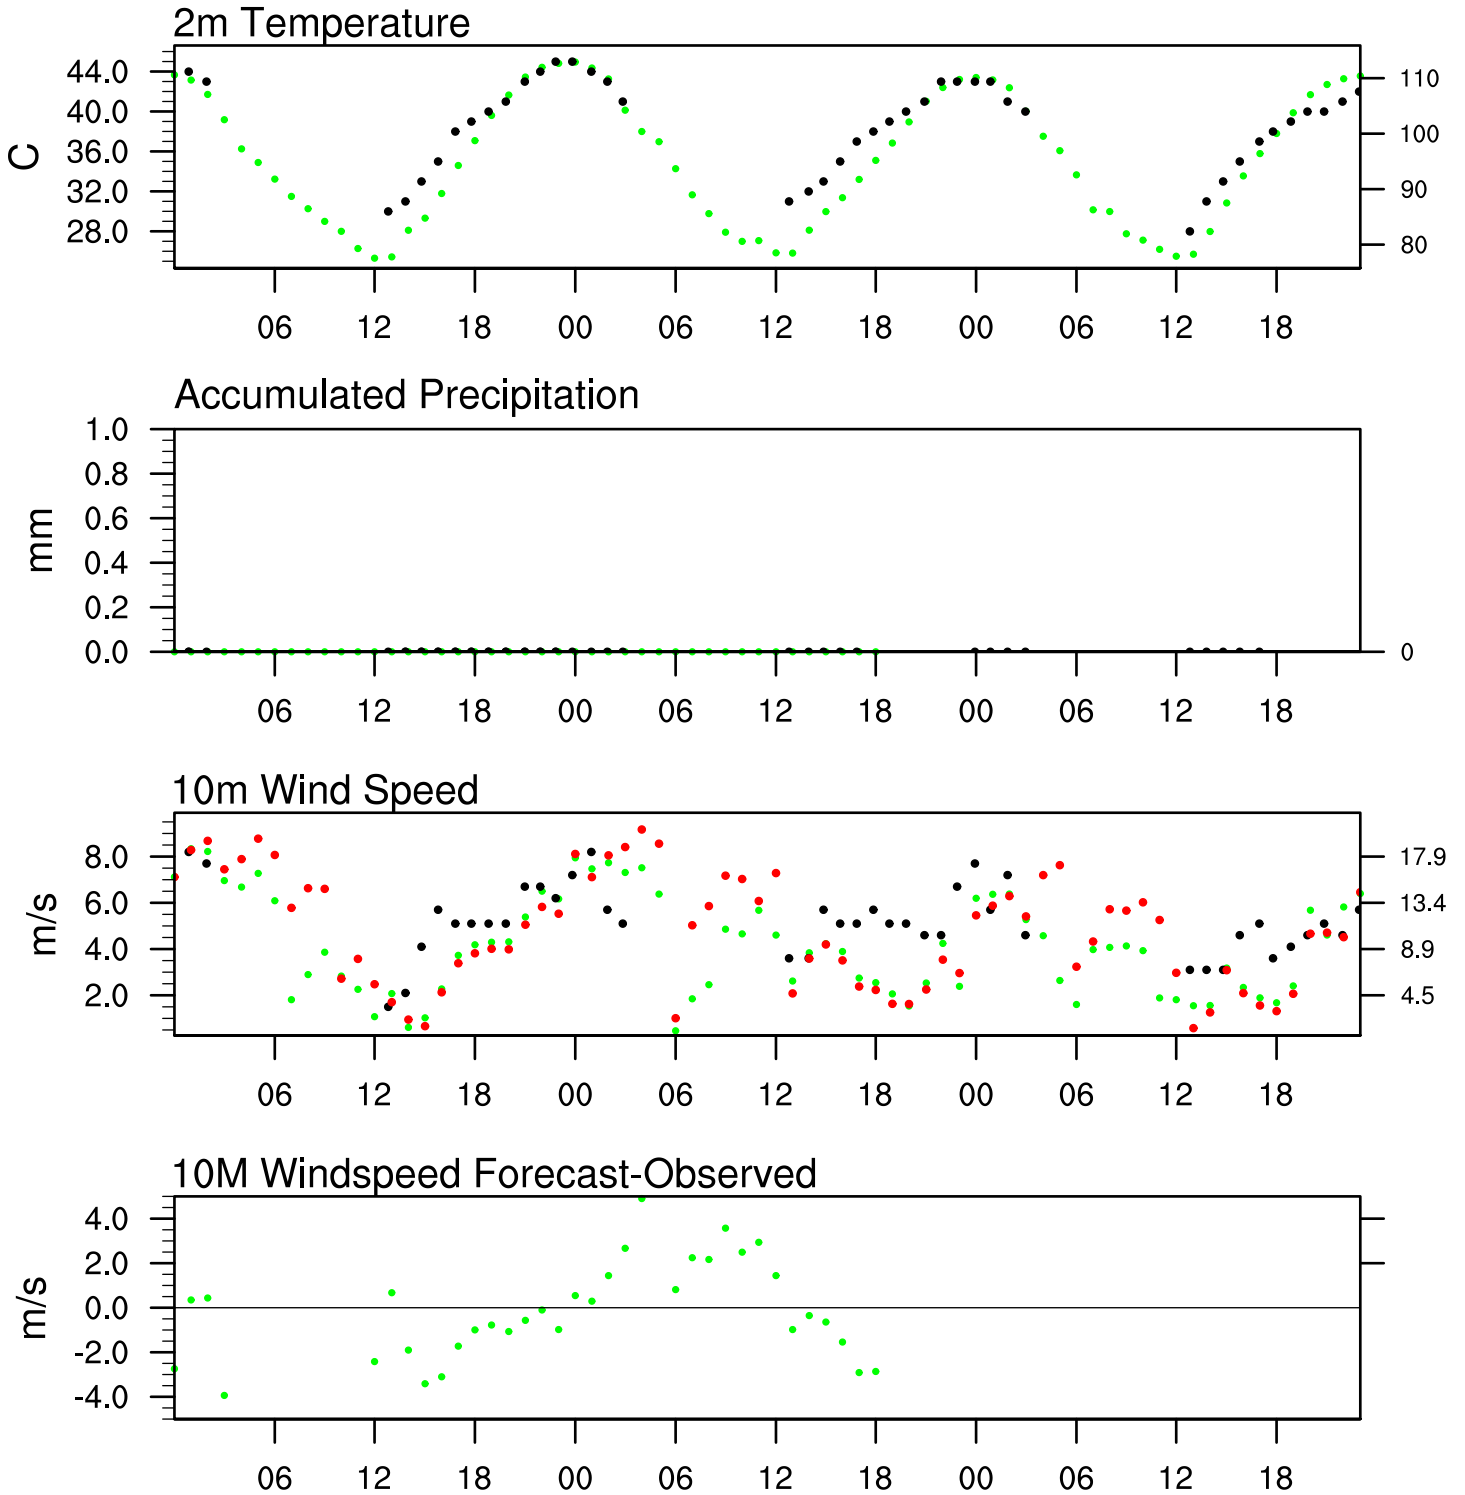 2m Temperature
44.0
40.0
36.0
32.0
28.0
C
110
100
90
80
06 12 18 00 06 12 18 00 06 12 18
Accumulated Precipitation
1.0
0.8
0.6
0.4
0.2
0.0
mm
0
06 12 18 00 06 12 18 00 06 12 18
10m Wind Speed
8.0
6.0
4.0
2.0
m/s
17.9
13.4
8.9
4.5
06 12 18 00 06 12 18 00 06 12 18
10M Windspeed Forecast-Observed
4.0
2.0
0.0
-2.0
-4.0
m/s
06 12 18 00 06 12 18 00 06 12 18